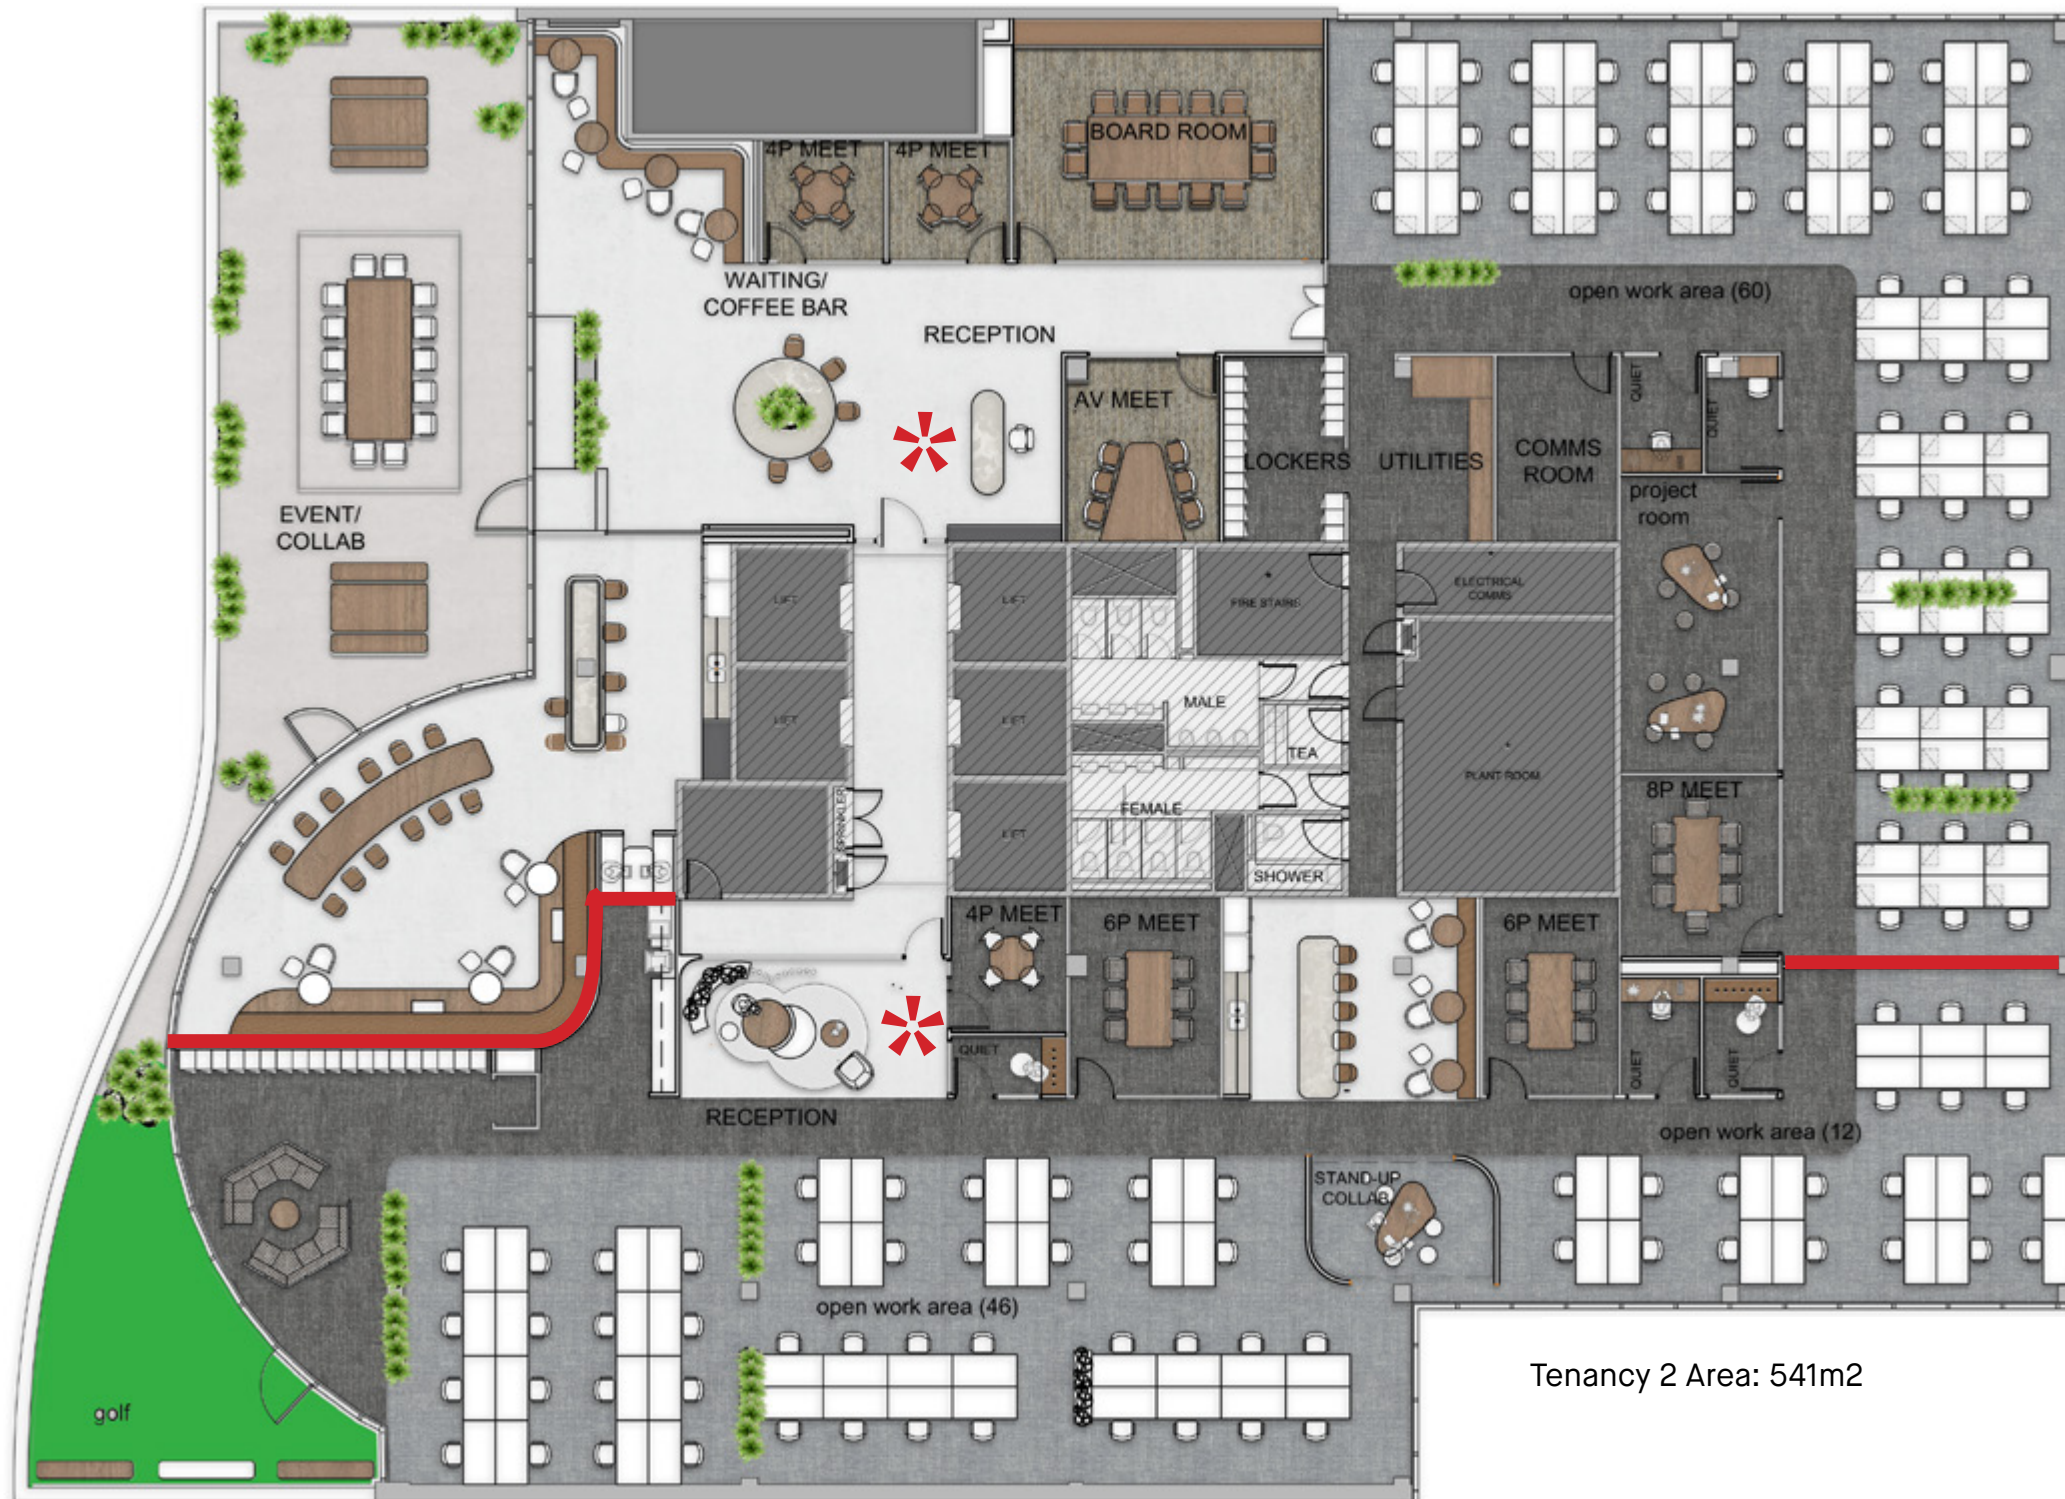 BOARD ROOM
4P MEET
4P MEET
WAITING/
COFFEE BAR
open work area (60)
RECEPTION
QUIET
QUIET
AV MEET
LOCKERS
UTILITIES
COMMS
ROOM
project
room
EVENT/
COLLAB
LIFT
LIFT
FIRE STAIRS
ELECTRICAL
COMMS
LIFT
LIFT
MALE
TEA
PLANT ROOM
8P MEET
SPRINKLER
LIFT
FEMALE
SHOWER
4P MEET
6P MEET
6P MEET
QUIET
QUIET
QUIET
RECEPTION
open work area (12)
STAND-UP
COLLAB
open work area (46)
Tenancy 2 Area: 541m2
golf